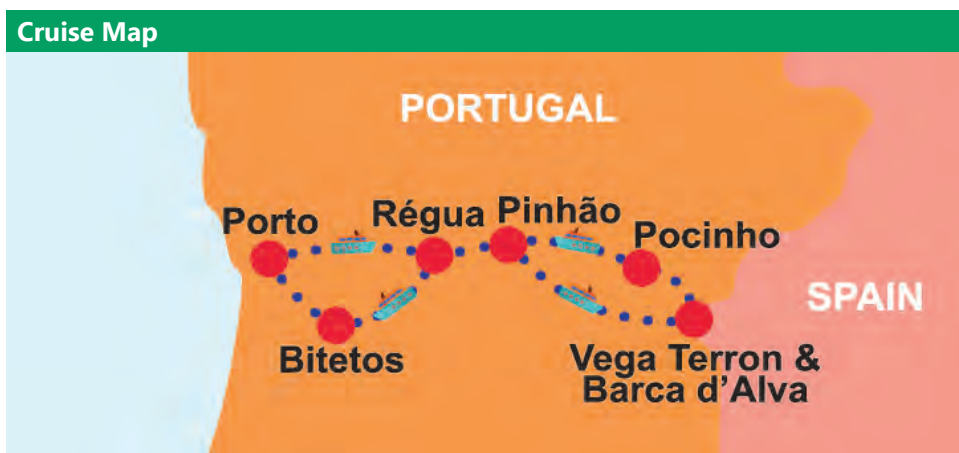 Cruise Map
PORTUGAL
Porto
Régua
Pinhão
Pocinho
SPAIN
Bitetos
Vega Terron &
Barca d'Alva